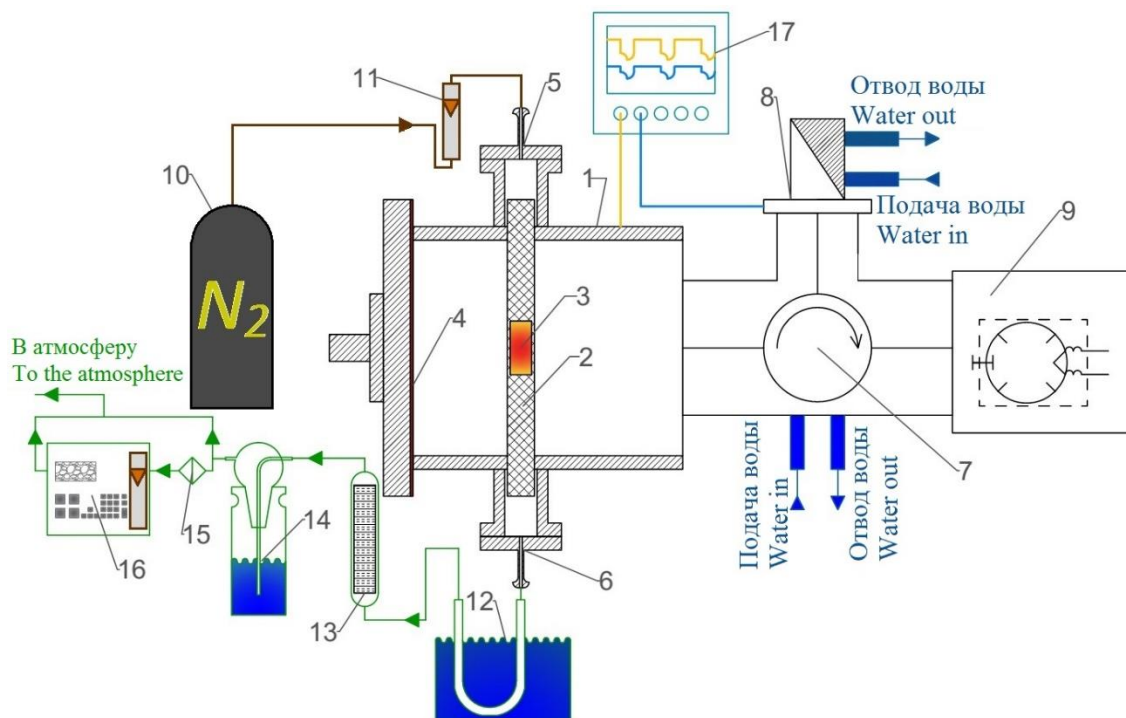 17
11
5
Отвод воды
Water out
8
10
1
Подача воды
Water in
9
N2
3
4
2
В атмосферу
To the atmosphere
7
Подача воды
Water in
Отвод воды
Water out
14
15
16
6
12
13